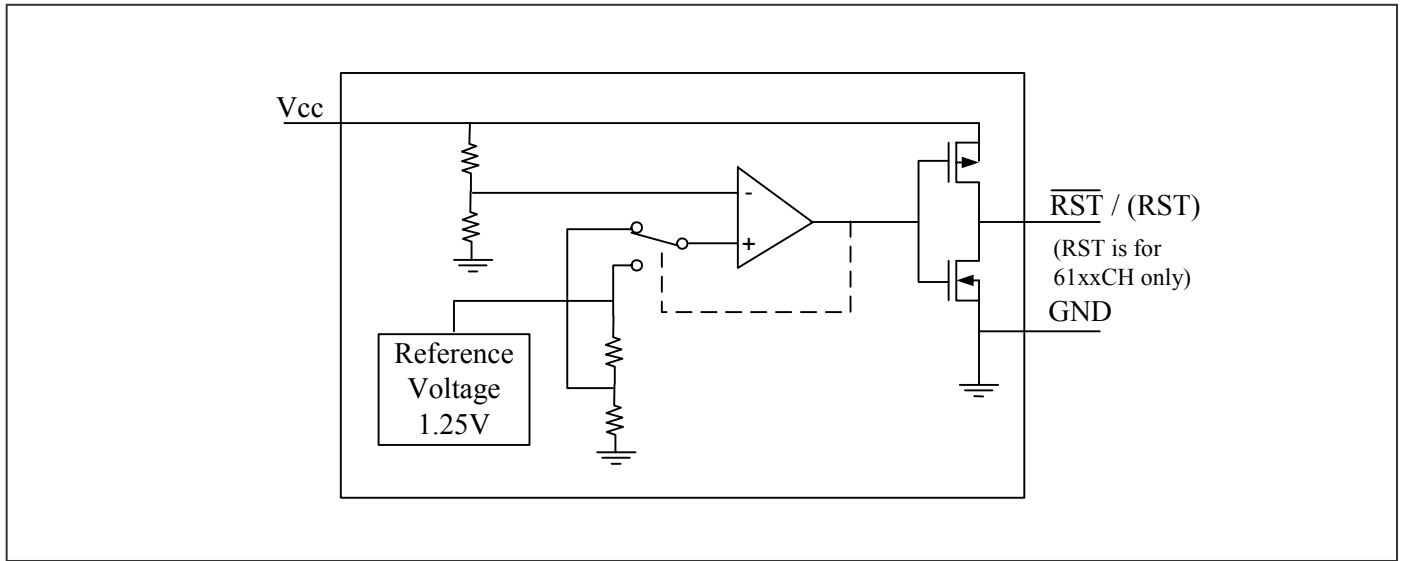 Vcc
-
+
RST / (RST)
(RST is for
61xxCH only)
GND
Reference
Voltage
1.25V